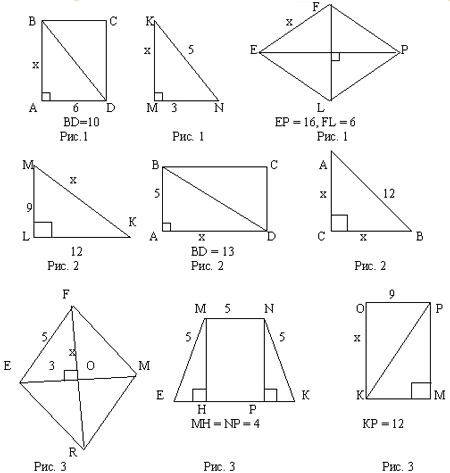 B C K F
x x 5 x
E P
A 6 D M 3 N L
BD=10 EP = 16, FL = 6
Рис.1 Рис. 1 Рис. 1
M B C A
x
9 5 x 12
L K A x D C x B
12
BD = 13
Рис. 2 Рис. 2 Рис. 2
F M 5 N 9
O P
5 x 5 5 x
E 3 O M
E H P K K M
R MH = NP = 4 KP = 12
Рис. 3 Рис. 3 Рис. 3